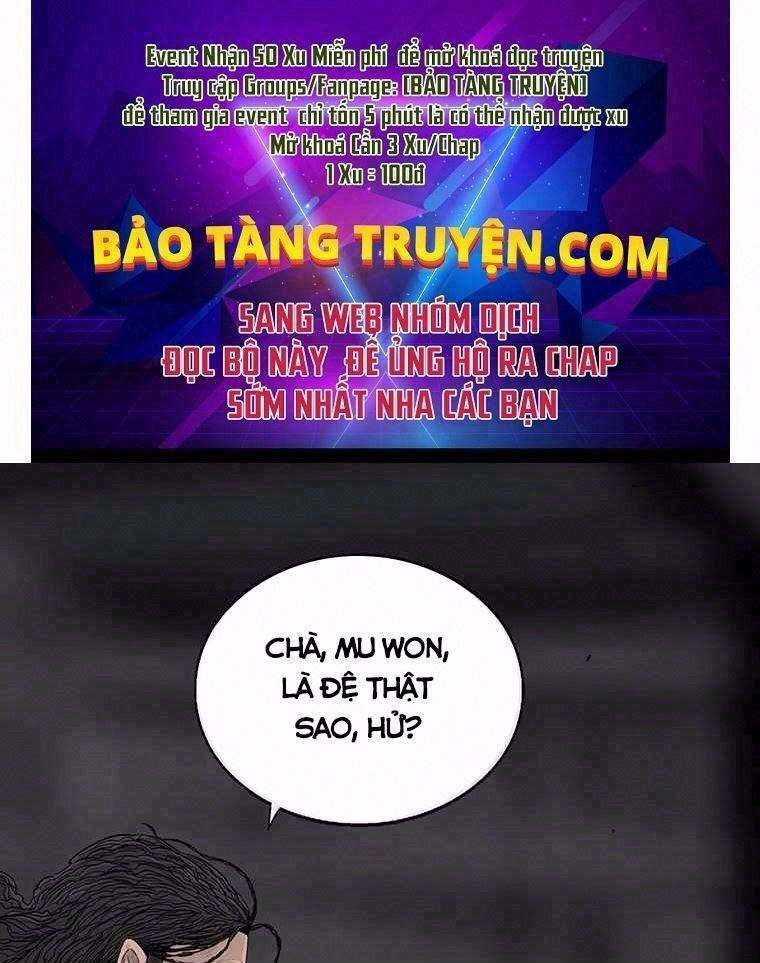 Event Nhận 50 Xu Miễn phí để mở khoá đọc truyện
Truy cập Groups/Fanpage: [BẢO TÀNG TRUYỆN]
để tham gia event chỉ tốn 5 phút là có thể nhận được xu
Mở khoá Cần 3 Xu/Chap
1 Xu = 100đ
BẢO TÀNG TRUYỆN.COM
SANG WEB NHÓM DỊCH
ĐỌC BỘ NÀY ĐỂ ỦNG HỘ RA CHAP
SỚM NHẤT NHA CÁC BẠN
CHÀ, MU WON,
LÀ ĐỆ THẬT
SAO, HỬ?